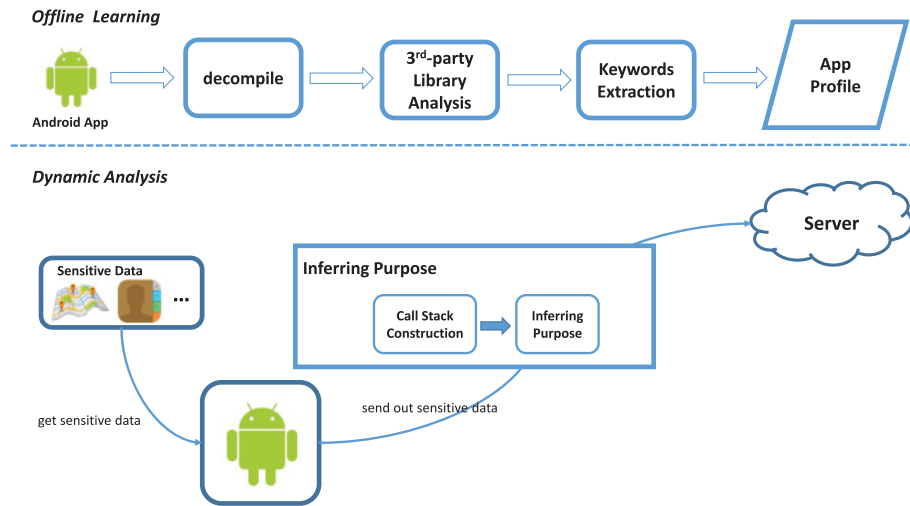 Offline Learning
Android App
decompile
3rd-party
Library
Analysis
Keywords
Extraction
App
Profile
Dynamic Analysis
Sensitive Data
...
get sensitive data
Inferring Purpose
Call Stack
Construction
Inferring
Purpose
send out sensitive data
Server